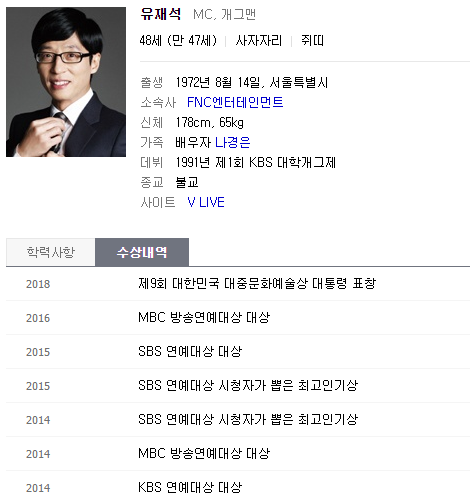 유재석 MC, 개그맨
48세 (만 47세) 사자자리 쥐띠
출생 1972년 8월 14일, 서울특별시
소속사 FNC엔터테인먼트
신체 178cm, 65kg
가족 배우자 나경은
데뷔 1991년 제1회 KBS 대학개그제
종교 불교
사이트 V LIVE
학력사항 수상내역
2018 제9회 대한민국 대중문화예술상 대통령 표창
2016 MBC 방송연예대상 대상
2015 SBS 연예대상 대상
2015 SBS 연예대상 시청자가 뽑은 최고인기상
2014 SBS 연예대상 시청자가 뽑은 최고인기상
2014 MBC 방송연예대상 대상
2014 KBS 연예대상 대상